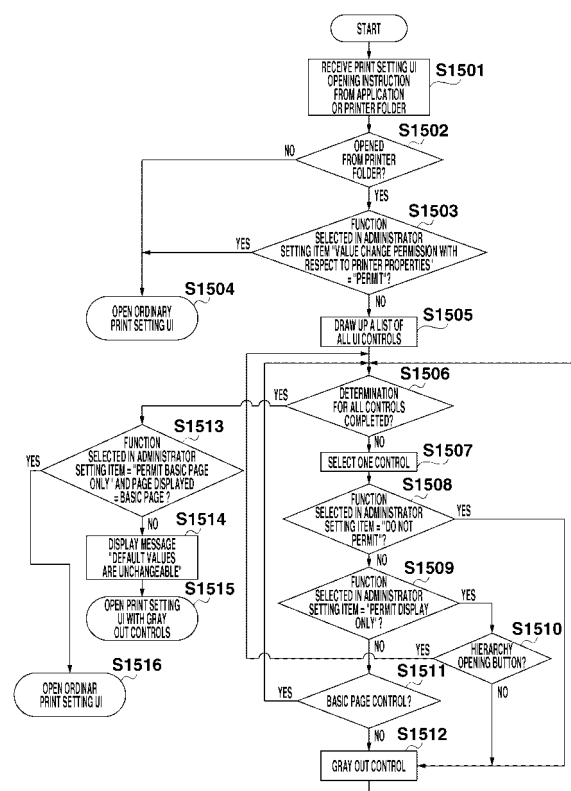 START
S1501
RECEIVE PRINT SETTING UI
OPENING INSTRUCTION
FROM APPLICATION
OR PRINTER FOLDER
S1502
OPENED
FROM PRINTER
FOLDER?
NO
YES
S1503
FUNCTION
SELECTED IN ADMINISTRATOR
SETTING ITEM "VALUE CHANGE PERMISSION WITH
RESPECT TO PRINTER PROPERTIES"
= "PERMIT"?
YES
NO
S1504
OPEN ORDINARY
PRINT SETTING UI
S1505
DRAW UP A LIST OF
ALL UI CONTROLS
S1506
DETERMINATION
FOR ALL CONTROLS
COMPLETED?
YES
NO
S1507
SELECT ONE CONTROL
S1508
FUNCTION
SELECTED IN ADMINISTRATOR
SETTING ITEM = "DO NOT
PERMIT"?
YES
NO
S1509
FUNCTION
SELECTED IN ADMINISTRATOR
SETTING ITEM = "PERMIT DISPLAY
ONLY" ?
YES
NO
S1510
HIERARCHY
OPENING BUTTON?
YES
NO
S1511
BASIC PAGE CONTROL?
YES
NO
S1512
GRAY OUT CONTROL
S1513
FUNCTION
SELECTED IN ADMINISTRATOR
SETTING ITEM = "PERMIT BASIC PAGE
ONLY" AND PAGE DISPLAYED
= BASIC PAGE ?
YES
NO
S1514
DISPLAY MESSAGE
"DEFAULT VALUES
ARE UNCHANGEABLE"
S1515
OPEN PRINT SETTING
UI WITH GRAY
OUT CONTROLS
S1516
OPEN ORDINAR
PRINT SETTING UI